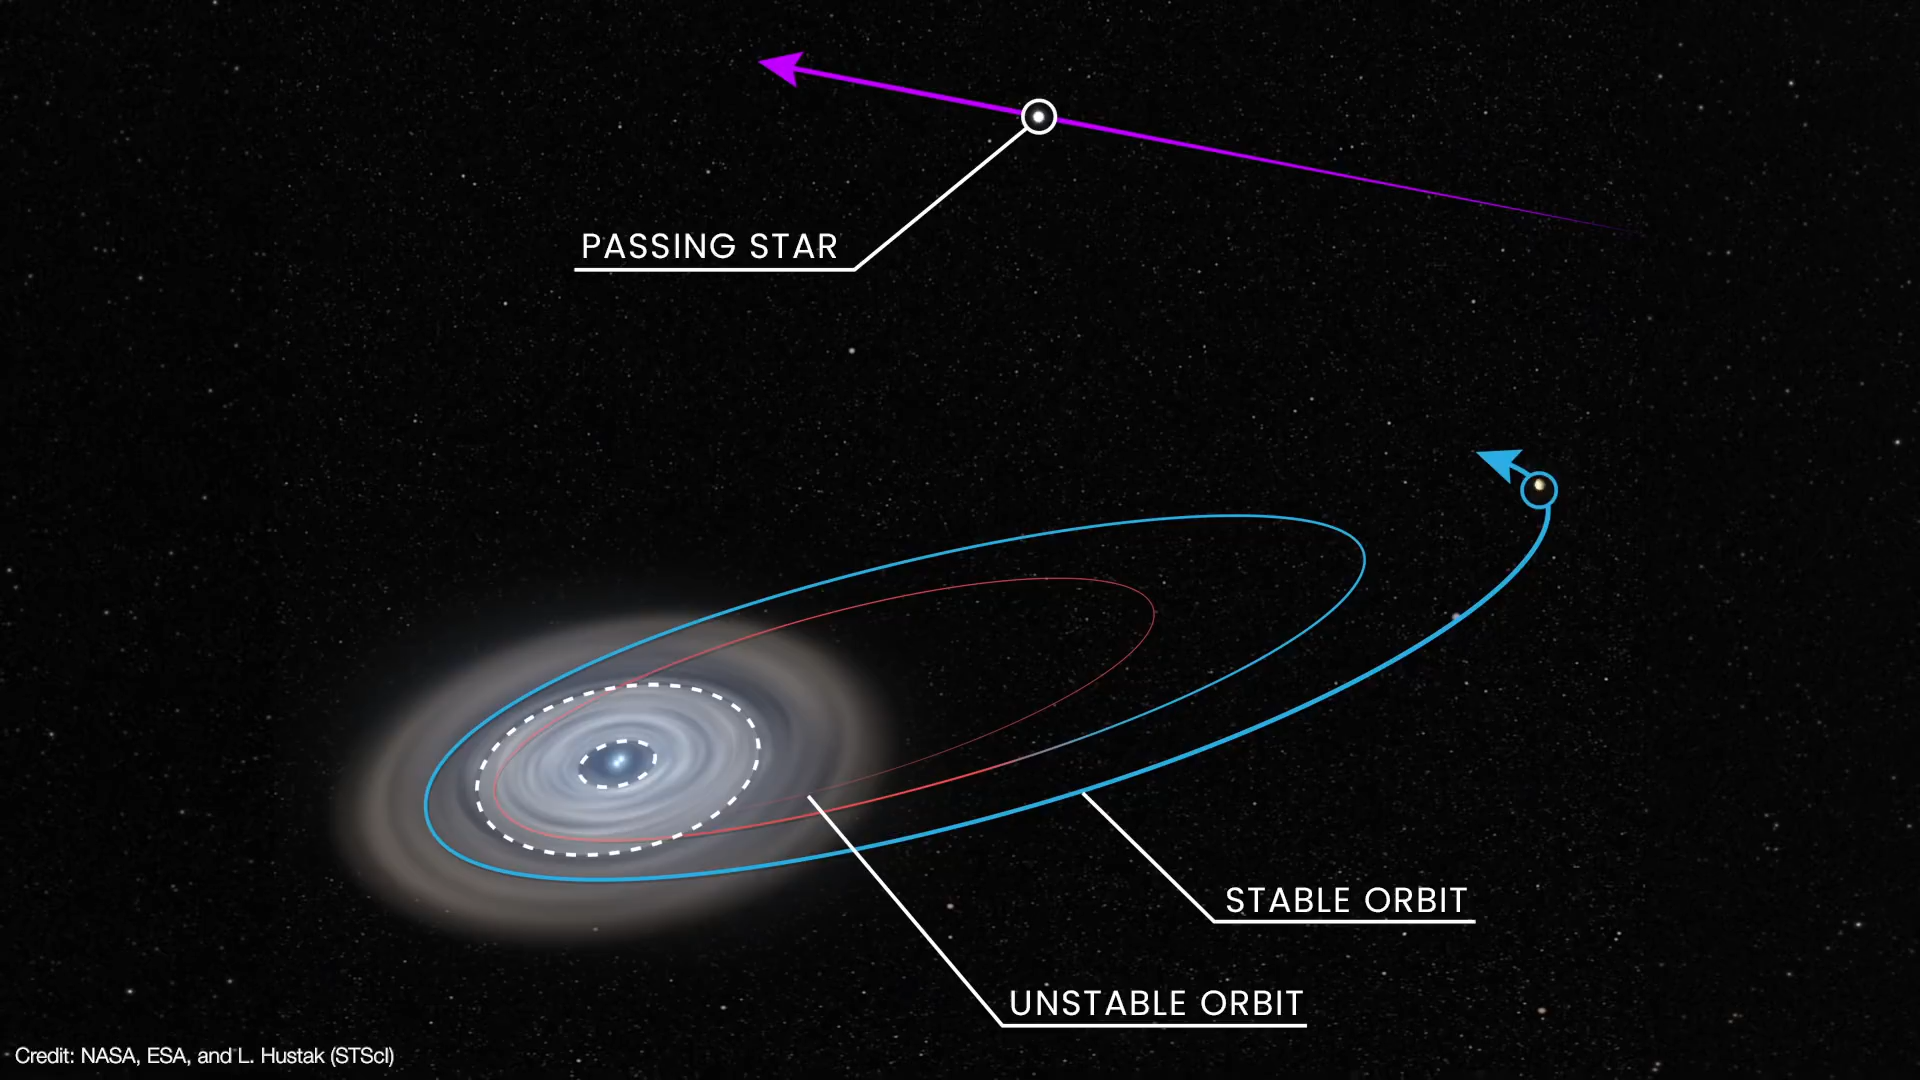 PASSING STAR
STABLE ORBIT
UNSTABLE ORBIT
Credit: NASA, ESA, and L. Hustak (STScI)